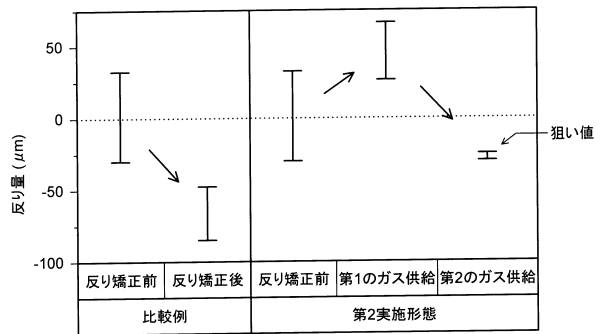 反り量 (μm)
50
0
-50
-100
狙い値
反り矯正前
反り矯正後
反り矯正前
第1のガス供給
第2のガス供給
比較例
第2実施形態